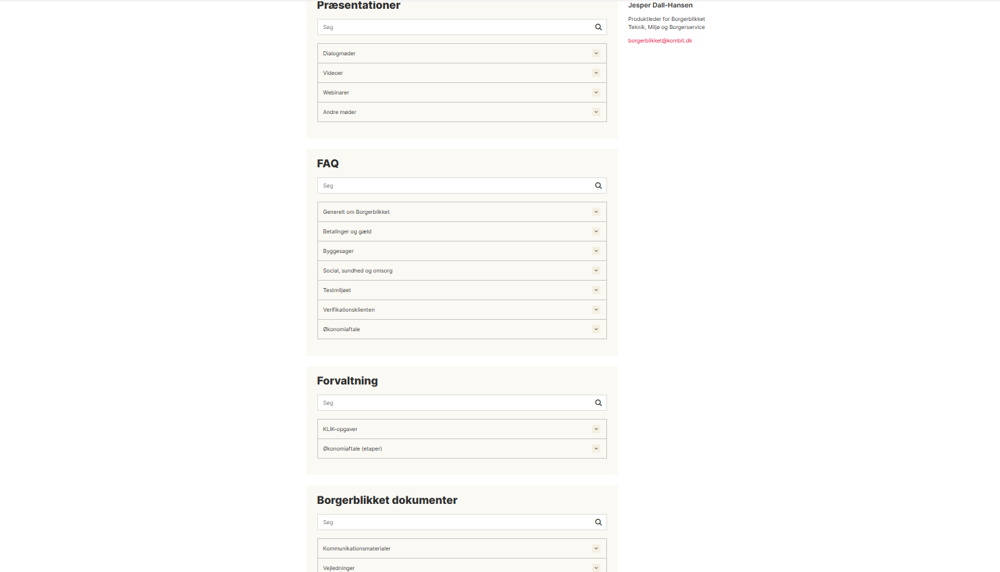 Præsentationer
Søg
Dialogmøder
Videoer
Webinarer
Andre møder
FAQ
Søg
Generelt om Borgerblikket
Betalinger og gæld
Byggesager
Social, sundhed og omsorg
Testmiljøet
Verifikationsklienten
Økonomiaftale
Forvaltning
Søg
KLIK-opgaver
Økonomiaftale (etaper)
Borgerblikket dokumenter
Søg
Kommunikationsmaterialer
Vejledninger
Jesper Dall-Hansen
Produktleder for Borgerblikket
Teknik, Miljø og Borgerservice
borgerblikket@kombit.dk